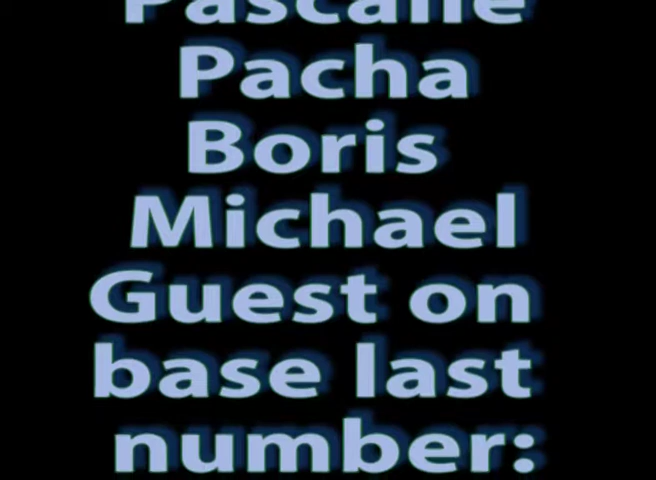 Pacha
Boris
Michael
Guest on
base last
number: